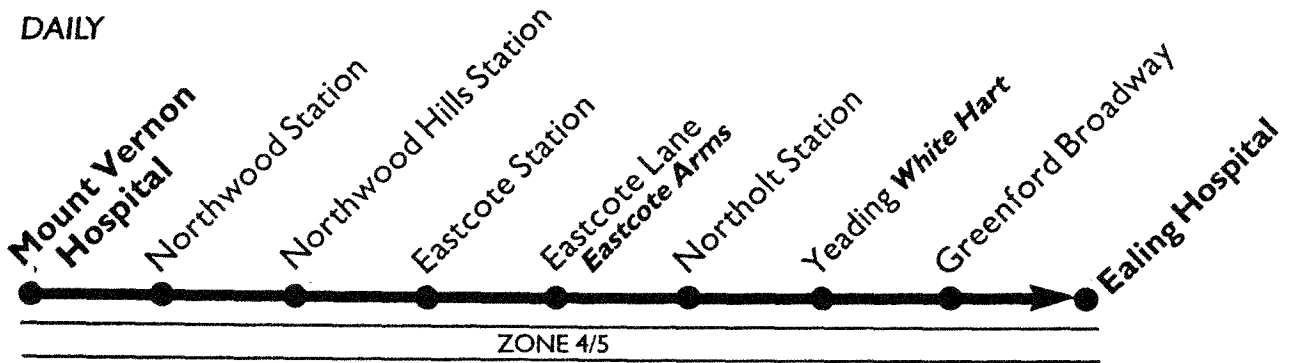 DAILY
Mount Vernon
Hospital
Northwood Station
Northwood Hills Station
Eastcote Station
Eastcote Lane
Eastcote Arms
Northolt Station
Yeading White Hart
Greenford Broadway
Ealing Hospital
ZONE 4/5